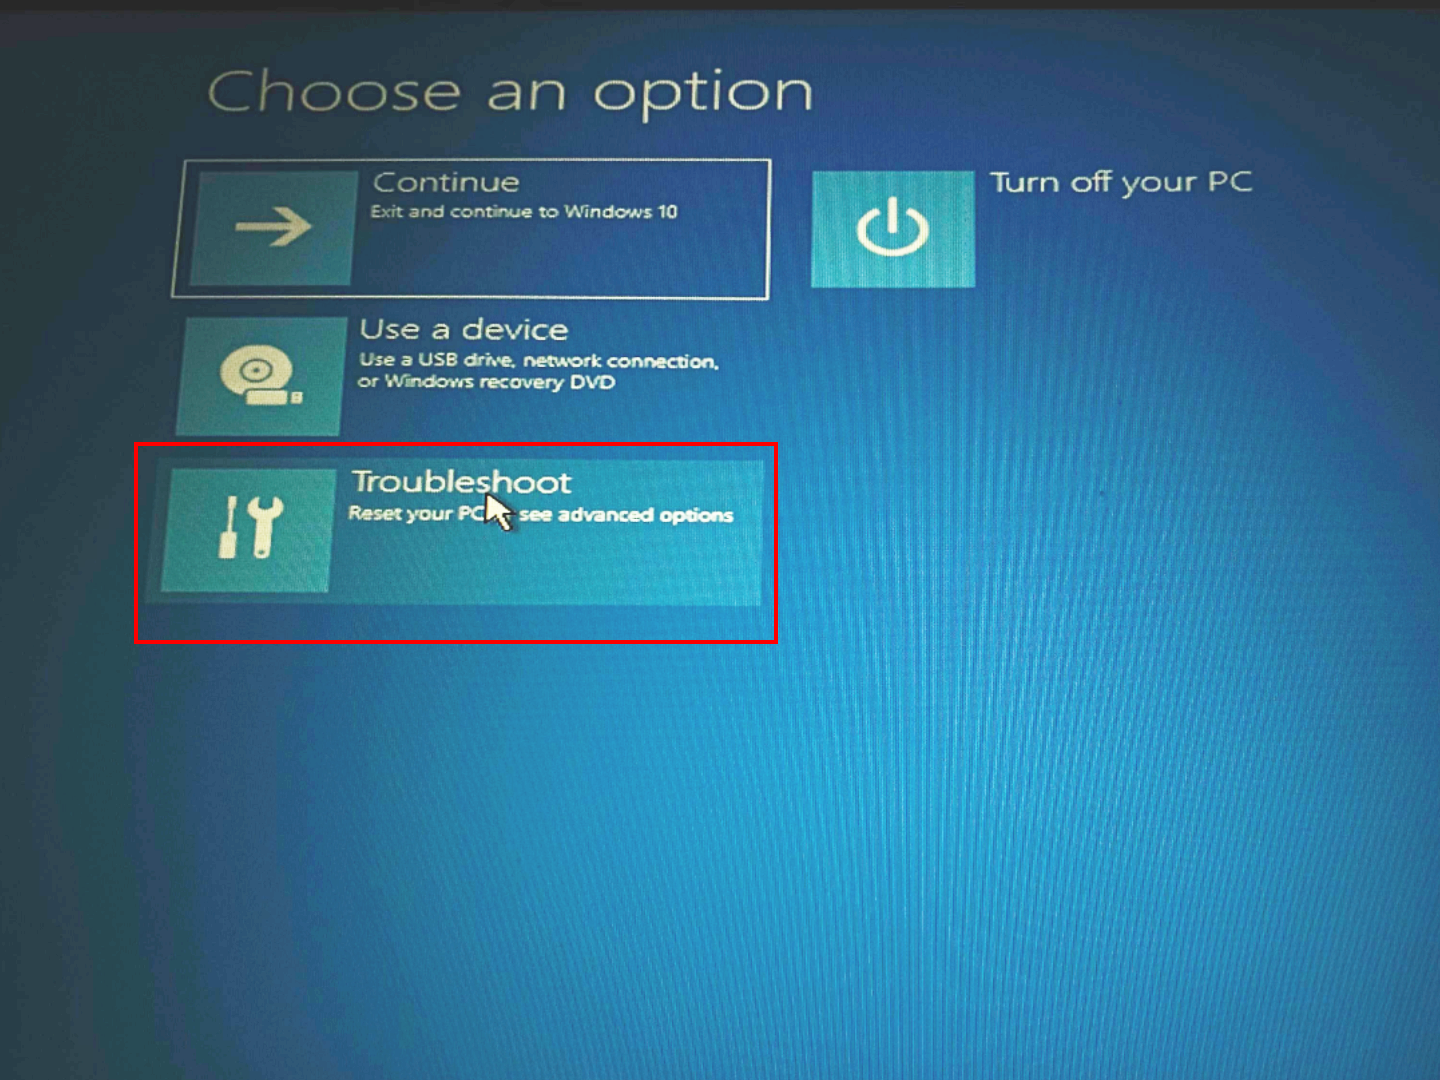 Choose an option
Continue
Exit and continue to Windows 10
Turn off your PC
Use a device
Use a USB drive, network connection,
or Windows recovery DVD
Troubleshoot
Reset your PC see advanced options